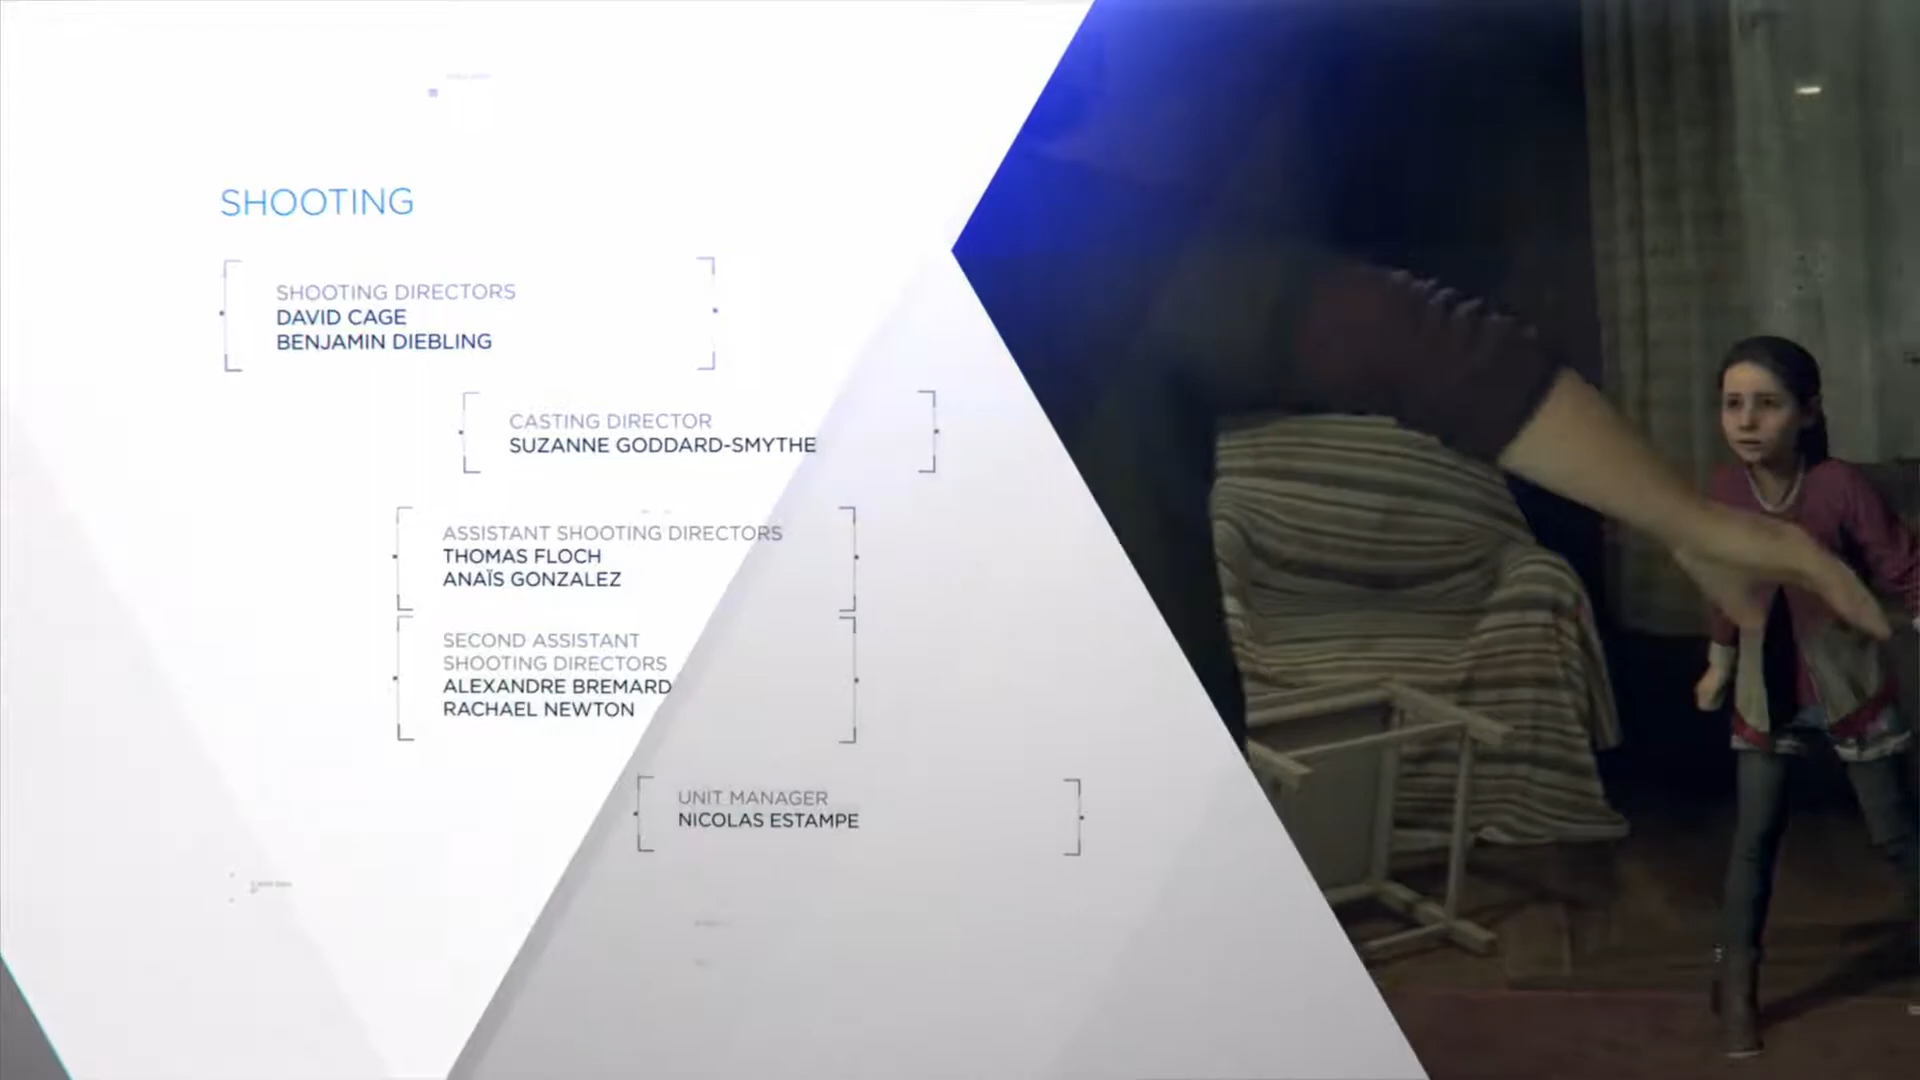 SHOOTING
SHOOTING DIRECTORS
DAVID CAGE
BENJAMIN DIEBLING
CASTING DIRECTOR
SUZANNE GODDARD-SMYTHE
ASSISTANT SHOOTING DIRECTORS
THOMAS FLOCH
ANAÏS GONZALEZ
SECOND ASSISTANT
SHOOTING DIRECTORS
ALEXANDRE BREMARD
RACHAEL NEWTON
UNIT MANAGER
NICOLAS ESTAMPE